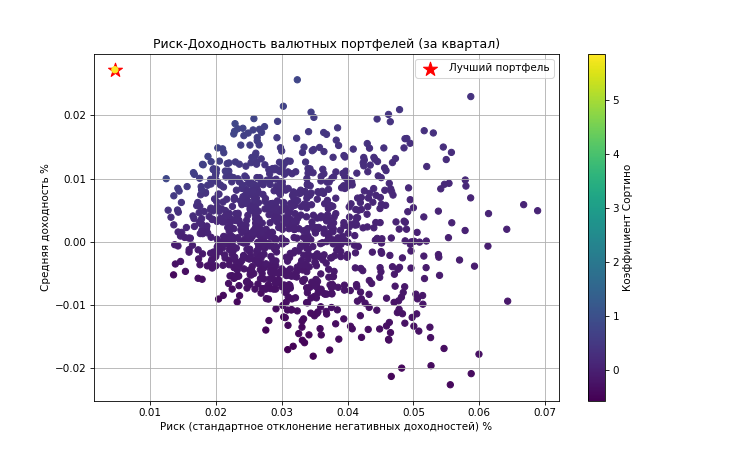 Риск-Доходность валютных портфелей (за квартал)
Лучший портфель
Средняя доходность %
0.02
0.01
0.00
−0.01
−0.02
0.01 0.02 0.03 0.04 0.05 0.06 0.07
Риск (стандартное отклонение негативных доходностей) %
5
4
3
2
1
0
Коэффициент Сортино